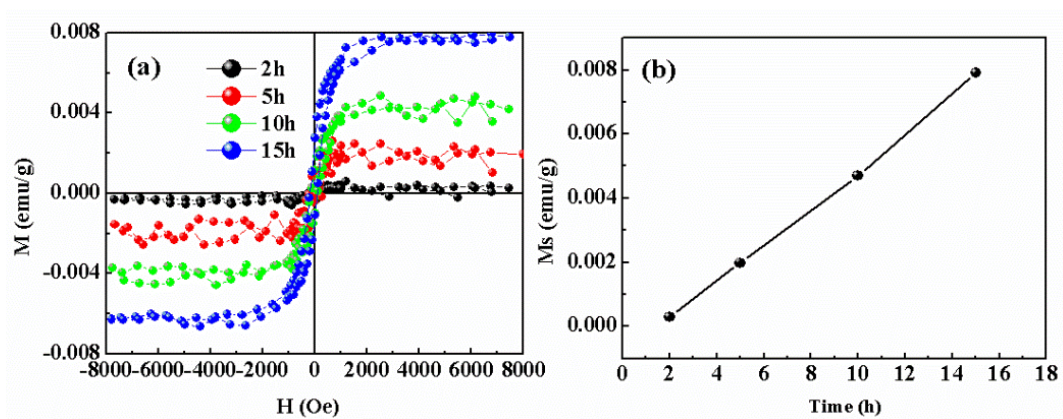 (a)
2h
5h
10h
15h
0.008
0.004
0.000
-0.004
-0.008
M (emu/g)
-8000 -6000 -4000 -2000 0 2000 4000 6000 8000
H (Oe)
(b)
0.008
0.006
0.004
0.002
0.000
Ms (emu/g)
0 2 4 6 8 10 12 14 16 18
Time (h)